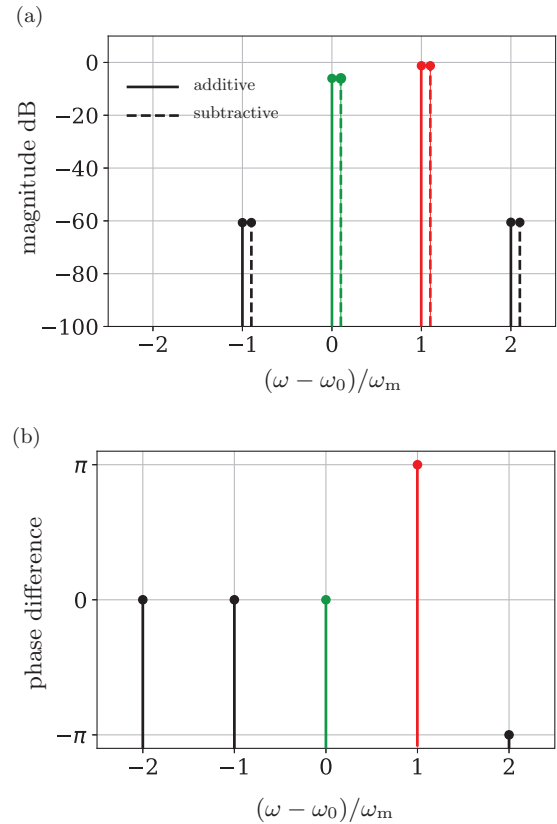 (a)
0
−20
−40
−60
−80
−100
magnitude dB
additive
subtractive
−2 −1 0 1 2
(ω − ω₀)/ωₘ
(b)
π
0
−π
phase difference
−2 −1 0 1 2
(ω − ω₀)/ωₘ